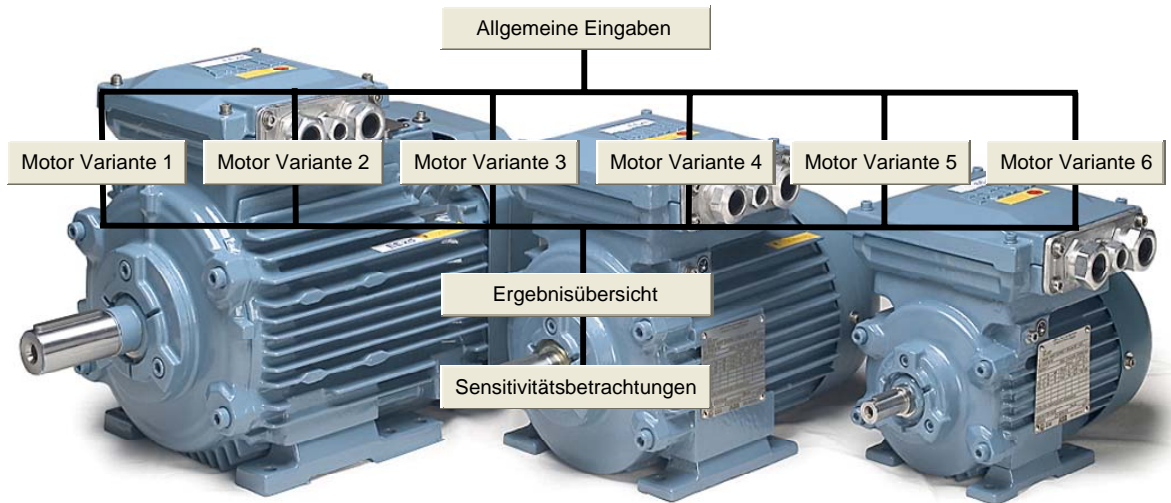 Allgemeine Eingaben
Motor Variante 1
Motor Variante 2
Motor Variante 3
Motor Variante 4
Motor Variante 5
Motor Variante 6
Ergebnisübersicht
Sensitivitätsbetrachtungen